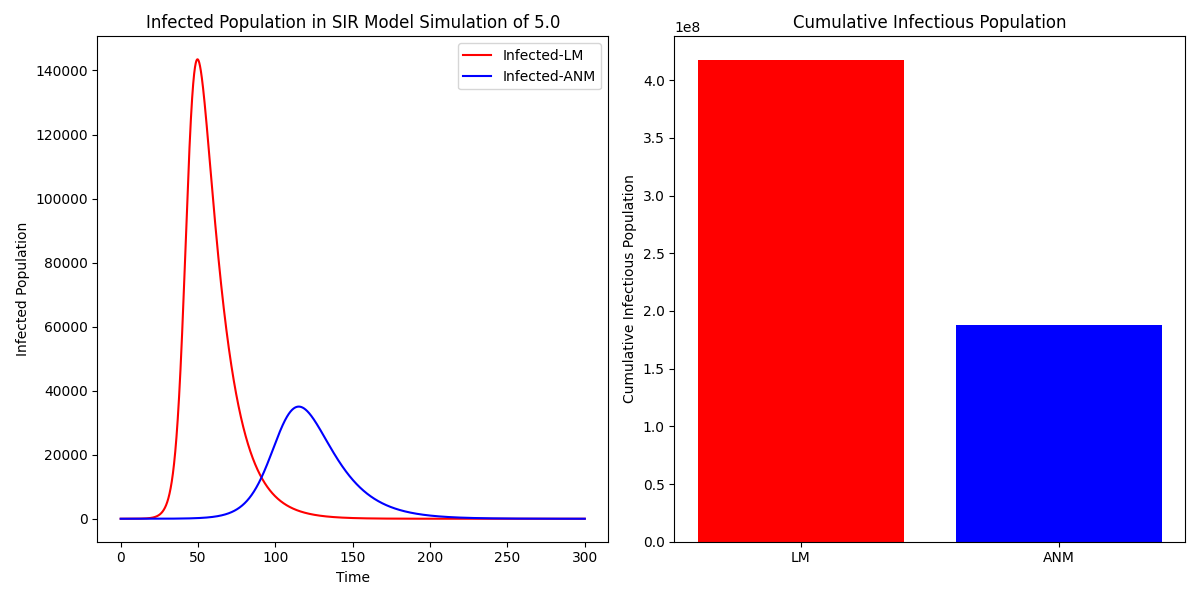 Infected Population in SIR Model Simulation of 5.0
Infected-LM
Infected-ANM
140000
120000
100000
80000
60000
40000
20000
0
Infected Population
0 50 100 150 200 250 300
Time
Cumulative Infectious Population
1e8
4.0
3.5
3.0
2.5
2.0
1.5
1.0
0.5
0.0
Cumulative Infectious Population
LM ANM